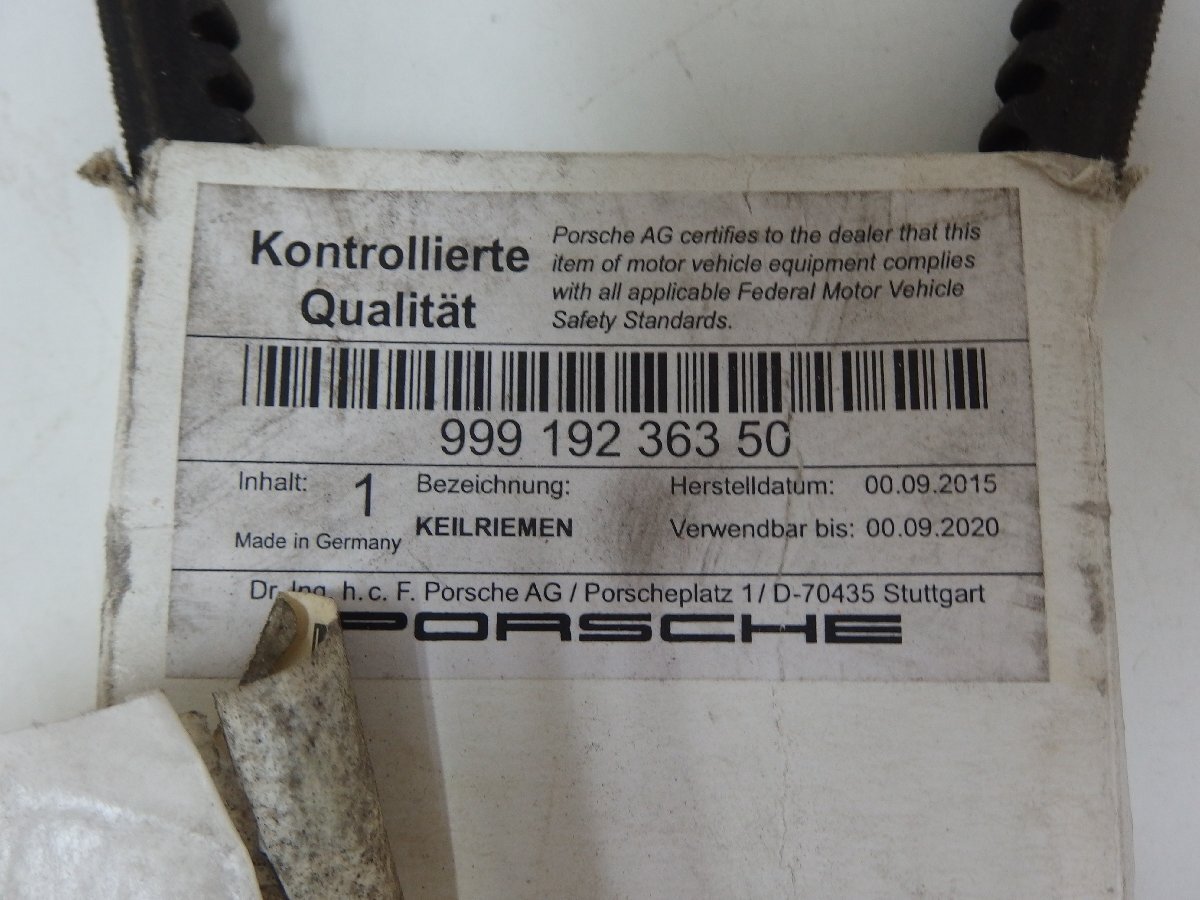 Kontrollierte
Qualität
Porsche AG certifies to the dealer that this
item of motor vehicle equipment complies
with all applicable Federal Motor Vehicle
Safety Standards.
999 192 363 50
Inhalt: 1
Made in Germany
Bezeichnung:
KEILRIEMEN
Herstelldatum: 00.09.2015
Verwendbar bis: 00.09.2020
Dr. Ing. h.c. F. Porsche AG / Porscheplatz 1 / D-70435 Stuttgart
PORSCHE